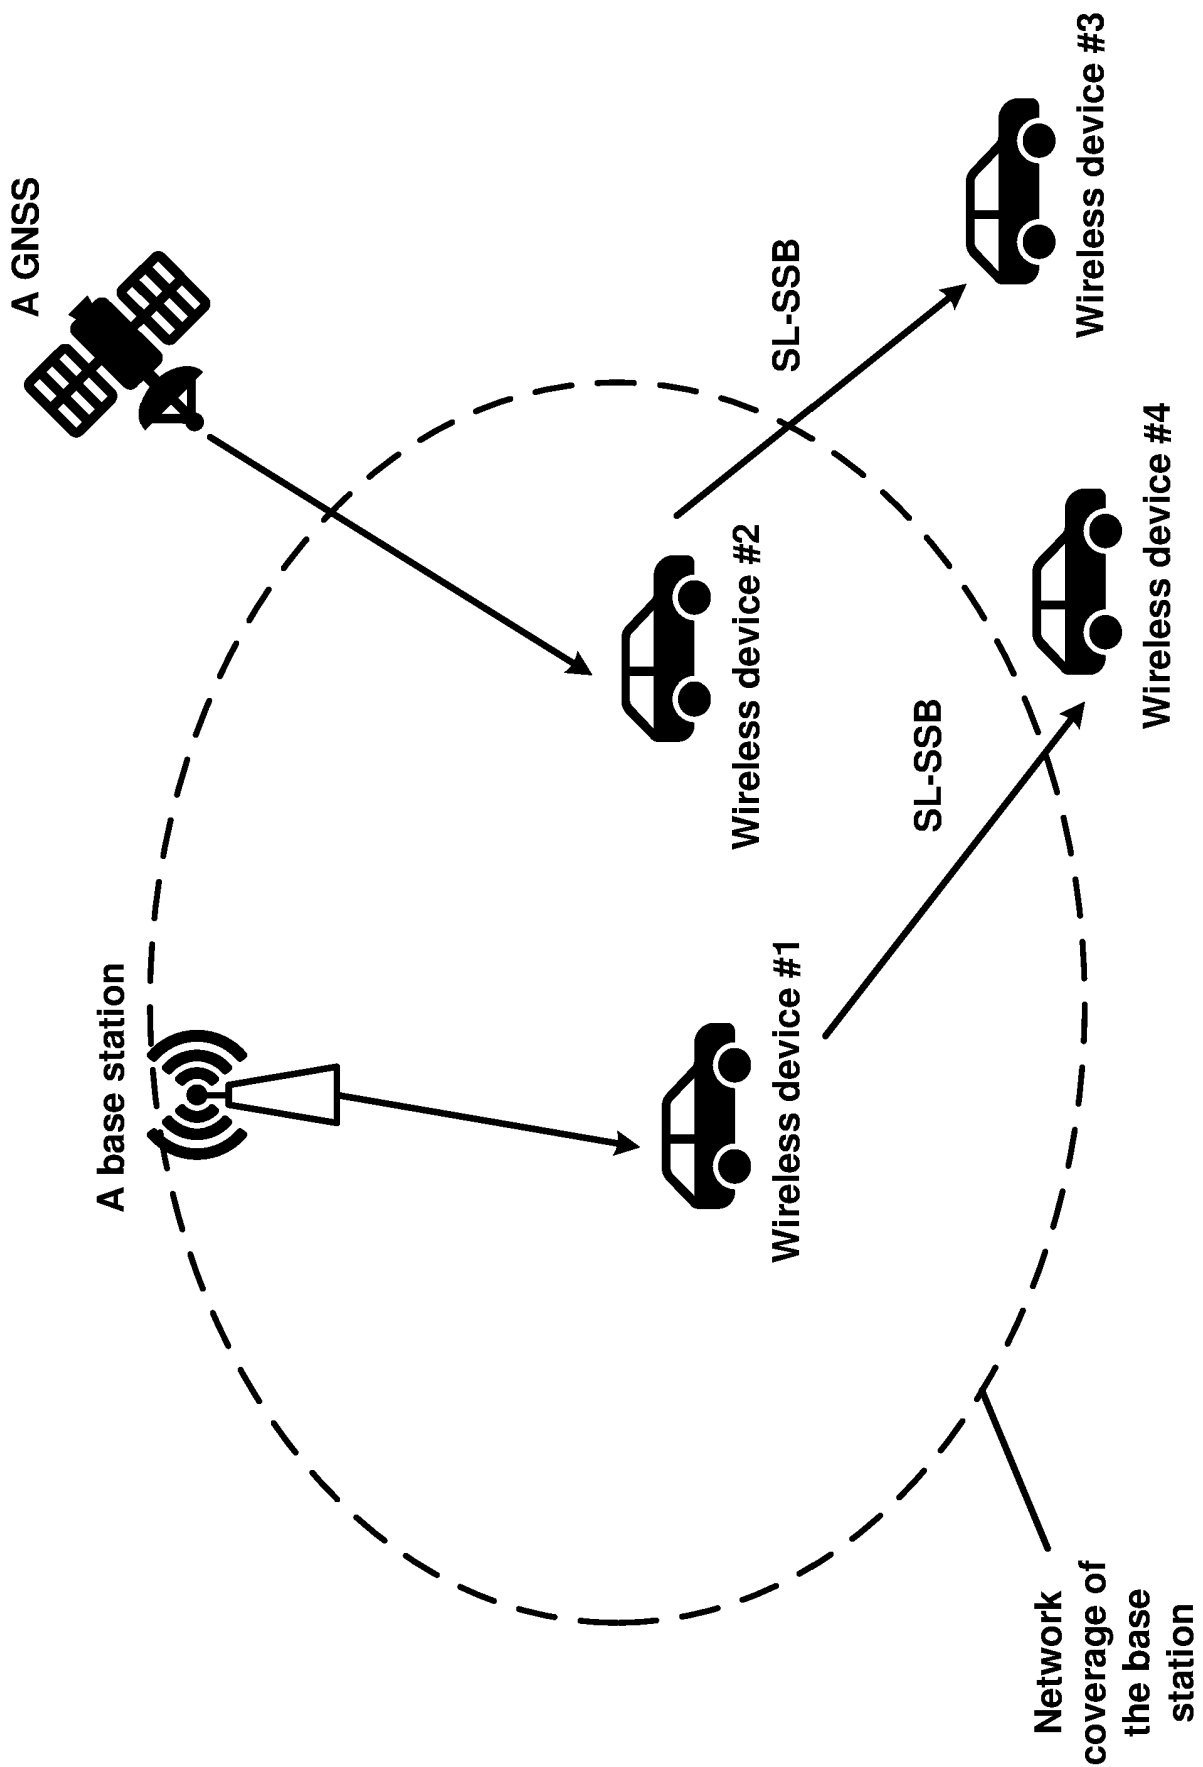 A GNSS
A base station
SL-SSB
Wireless device #2
Wireless device #3
SL-SSB
Wireless device #1
Wireless device #4
Network
coverage of
the base
station